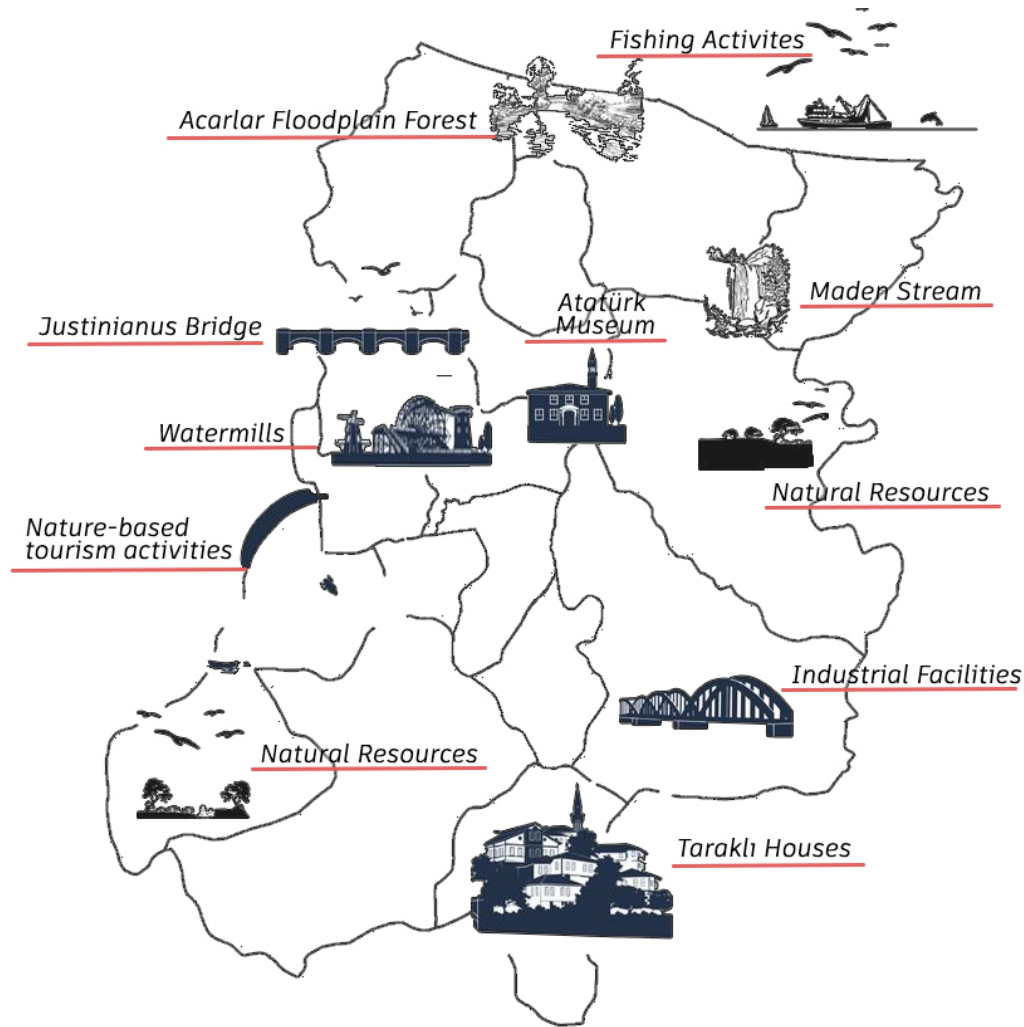 Fishing Activites
Acarlar Floodplain Forest
Maden Stream
Atatürk
Museum
Justinianus Bridge
Watermills
Natural Resources
Nature-based
tourism activities
Industrial Facilities
Natural Resources
Taraklı Houses